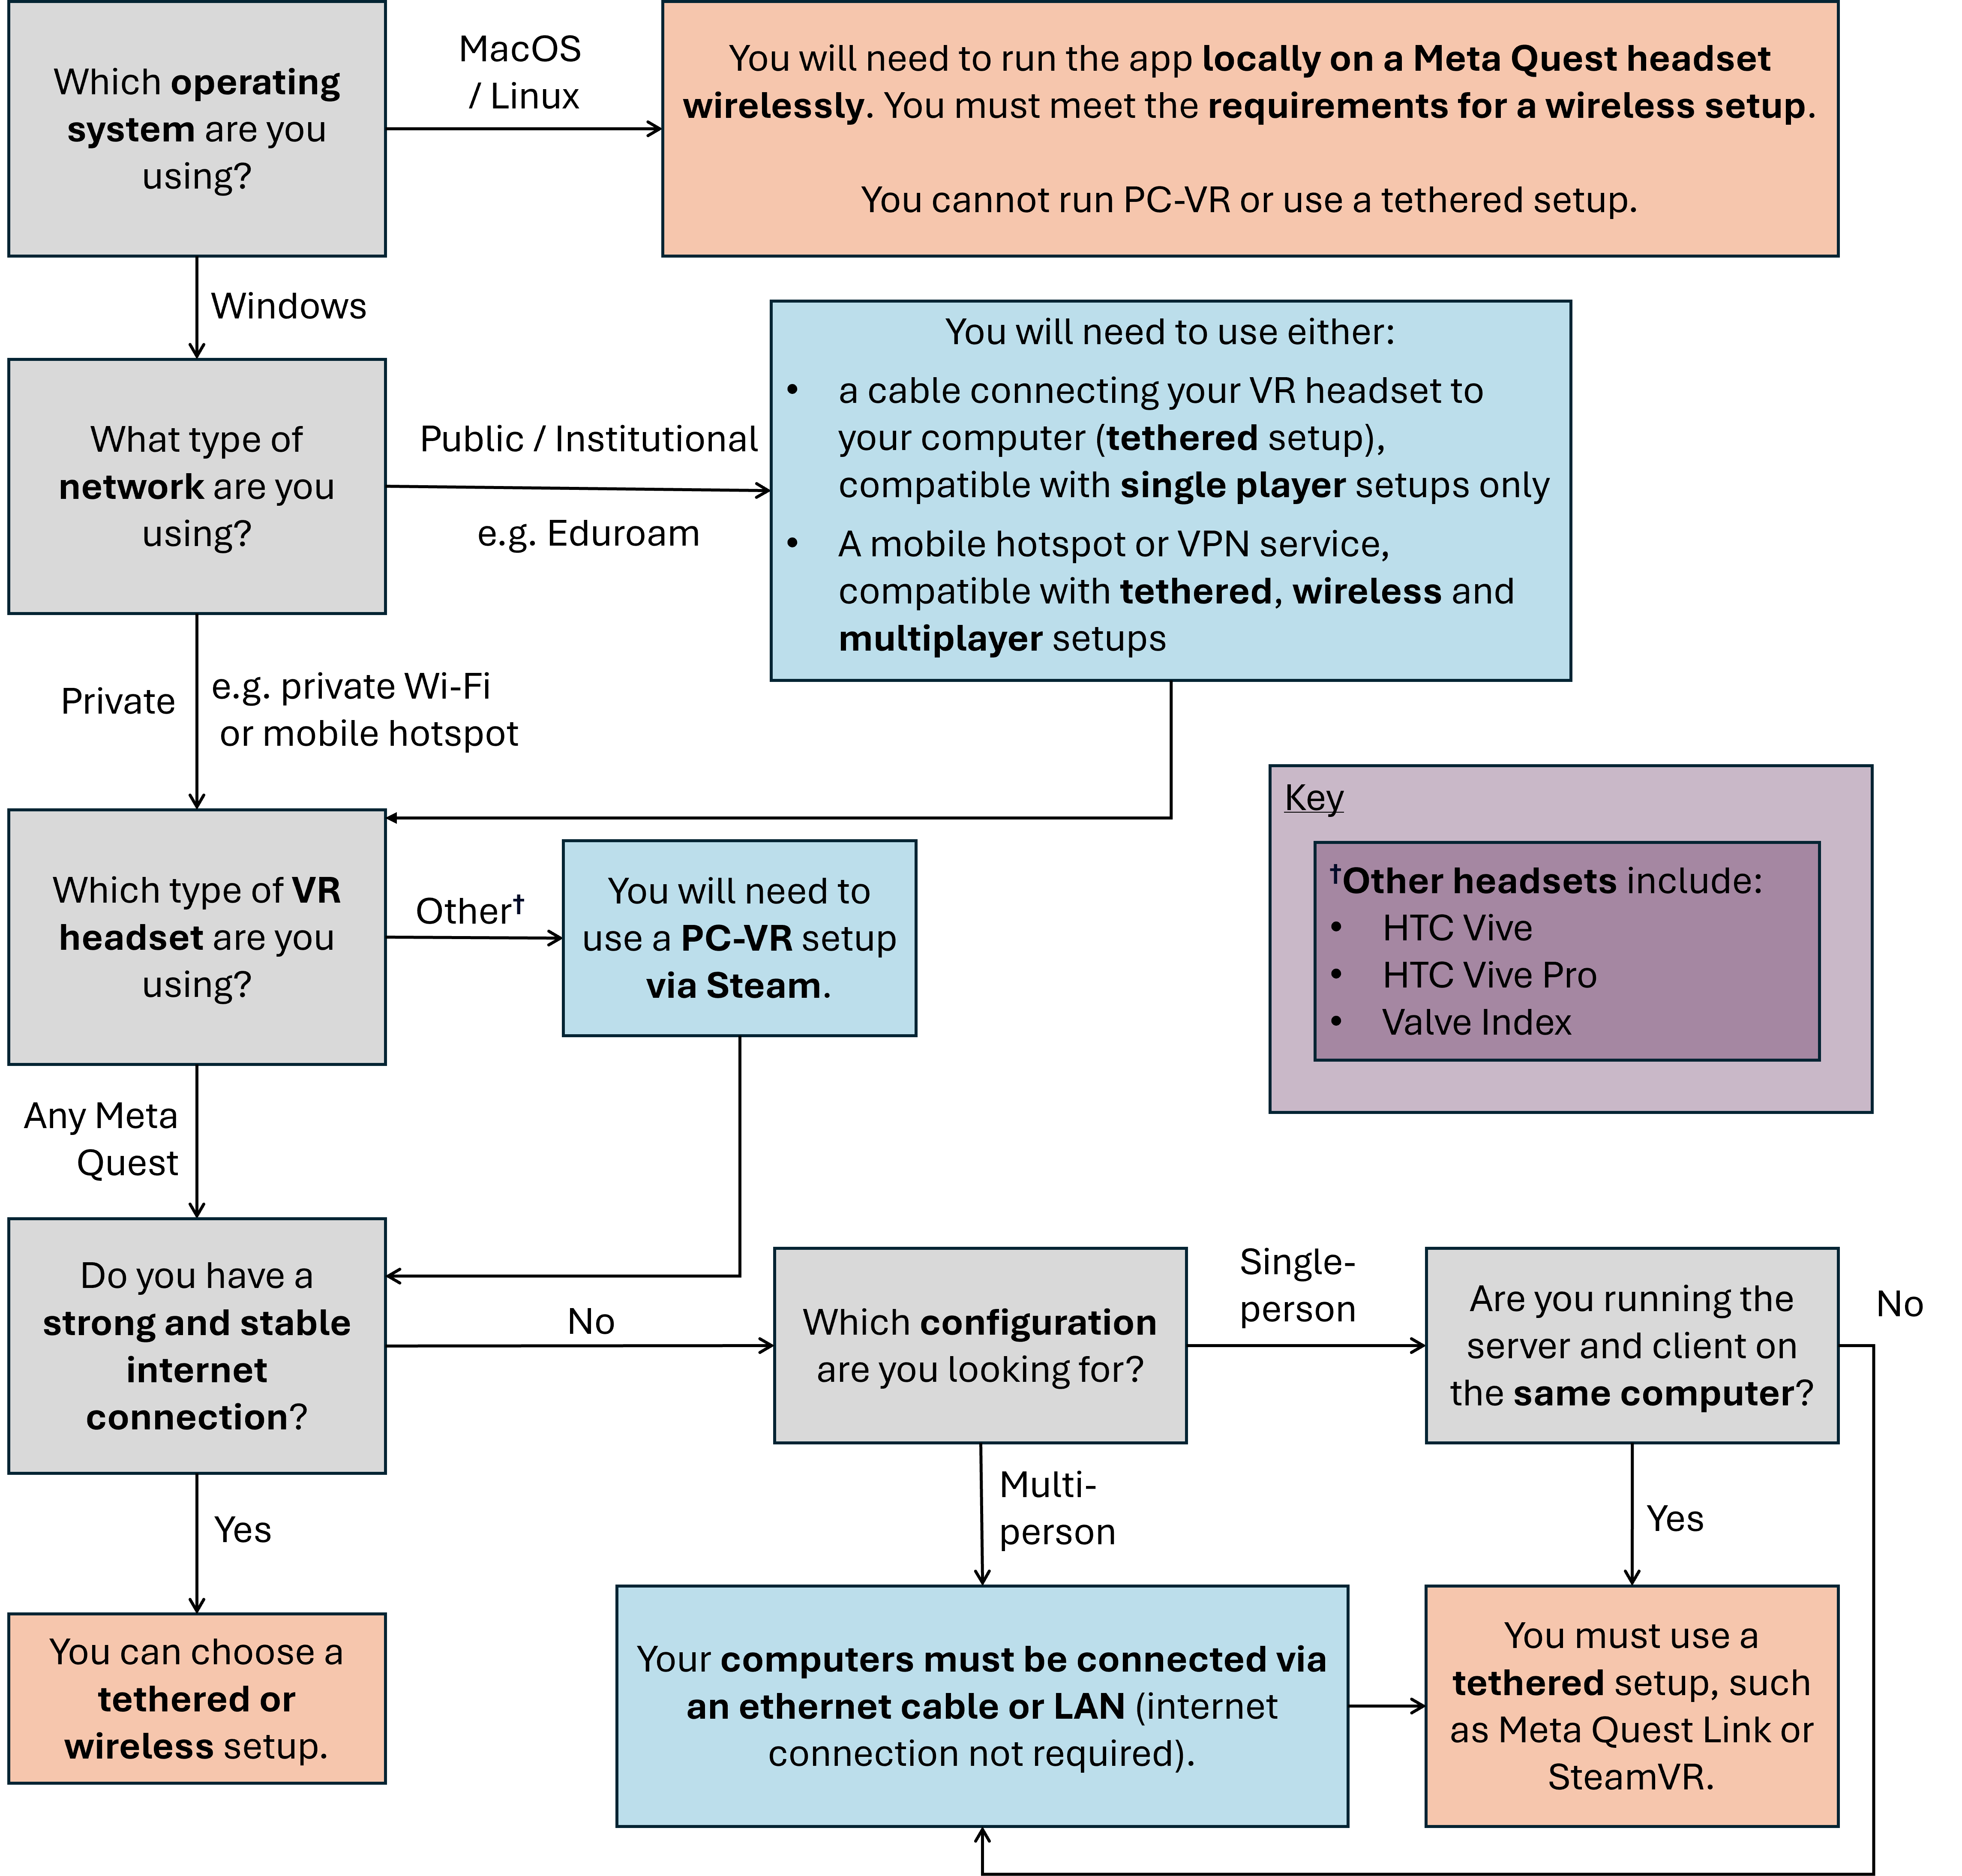 Which operating
system are you
using?
MacOS
/ Linux
You will need to run the app locally on a Meta Quest headset
wirelessly. You must meet the requirements for a wireless setup.
You cannot run PC-VR or use a tethered setup.
Windows
What type of
network are you
using?
Public / Institutional
e.g. Eduroam
You will need to use either:
• a cable connecting your VR headset to
your computer (tethered setup),
compatible with single player setups only
• A mobile hotspot or VPN service,
compatible with tethered, wireless and
multiplayer setups
Private
e.g. private Wi-Fi
or mobile hotspot
Which type of VR
headset are you
using?
Other†
You will need to
use a PC-VR setup
via Steam.
Key
†Other headsets include:
• HTC Vive
• HTC Vive Pro
• Valve Index
Any Meta
Quest
Do you have a
strong and stable
internet
connection?
No
Which configuration
are you looking for?
Single-
person
Are you running the
server and client on
the same computer?
No
Yes
Multi-
person
Yes
You can choose a
tethered or
wireless setup.
Your computers must be connected via
an ethernet cable or LAN (internet
connection not required).
You must use a
tethered setup, such
as Meta Quest Link or
SteamVR.